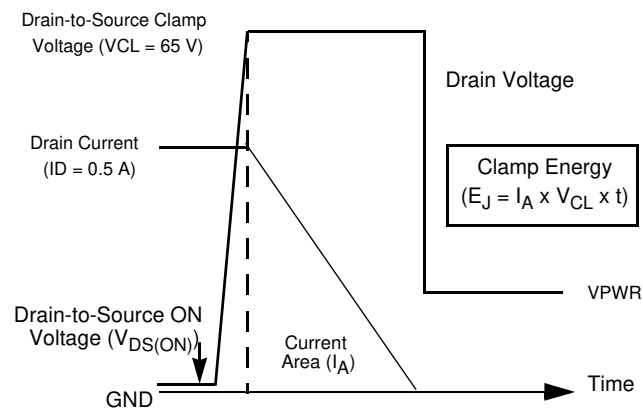 Drain-to-Source Clamp
Voltage (VCL = 65 V)
Drain Voltage
Drain Current
(ID = 0.5 A)
Clamp Energy
(EJ = IA x VCL x t)
VPWR
Drain-to-Source ON
Voltage (VDS(ON))
Current
Area (IA)
GND
Time